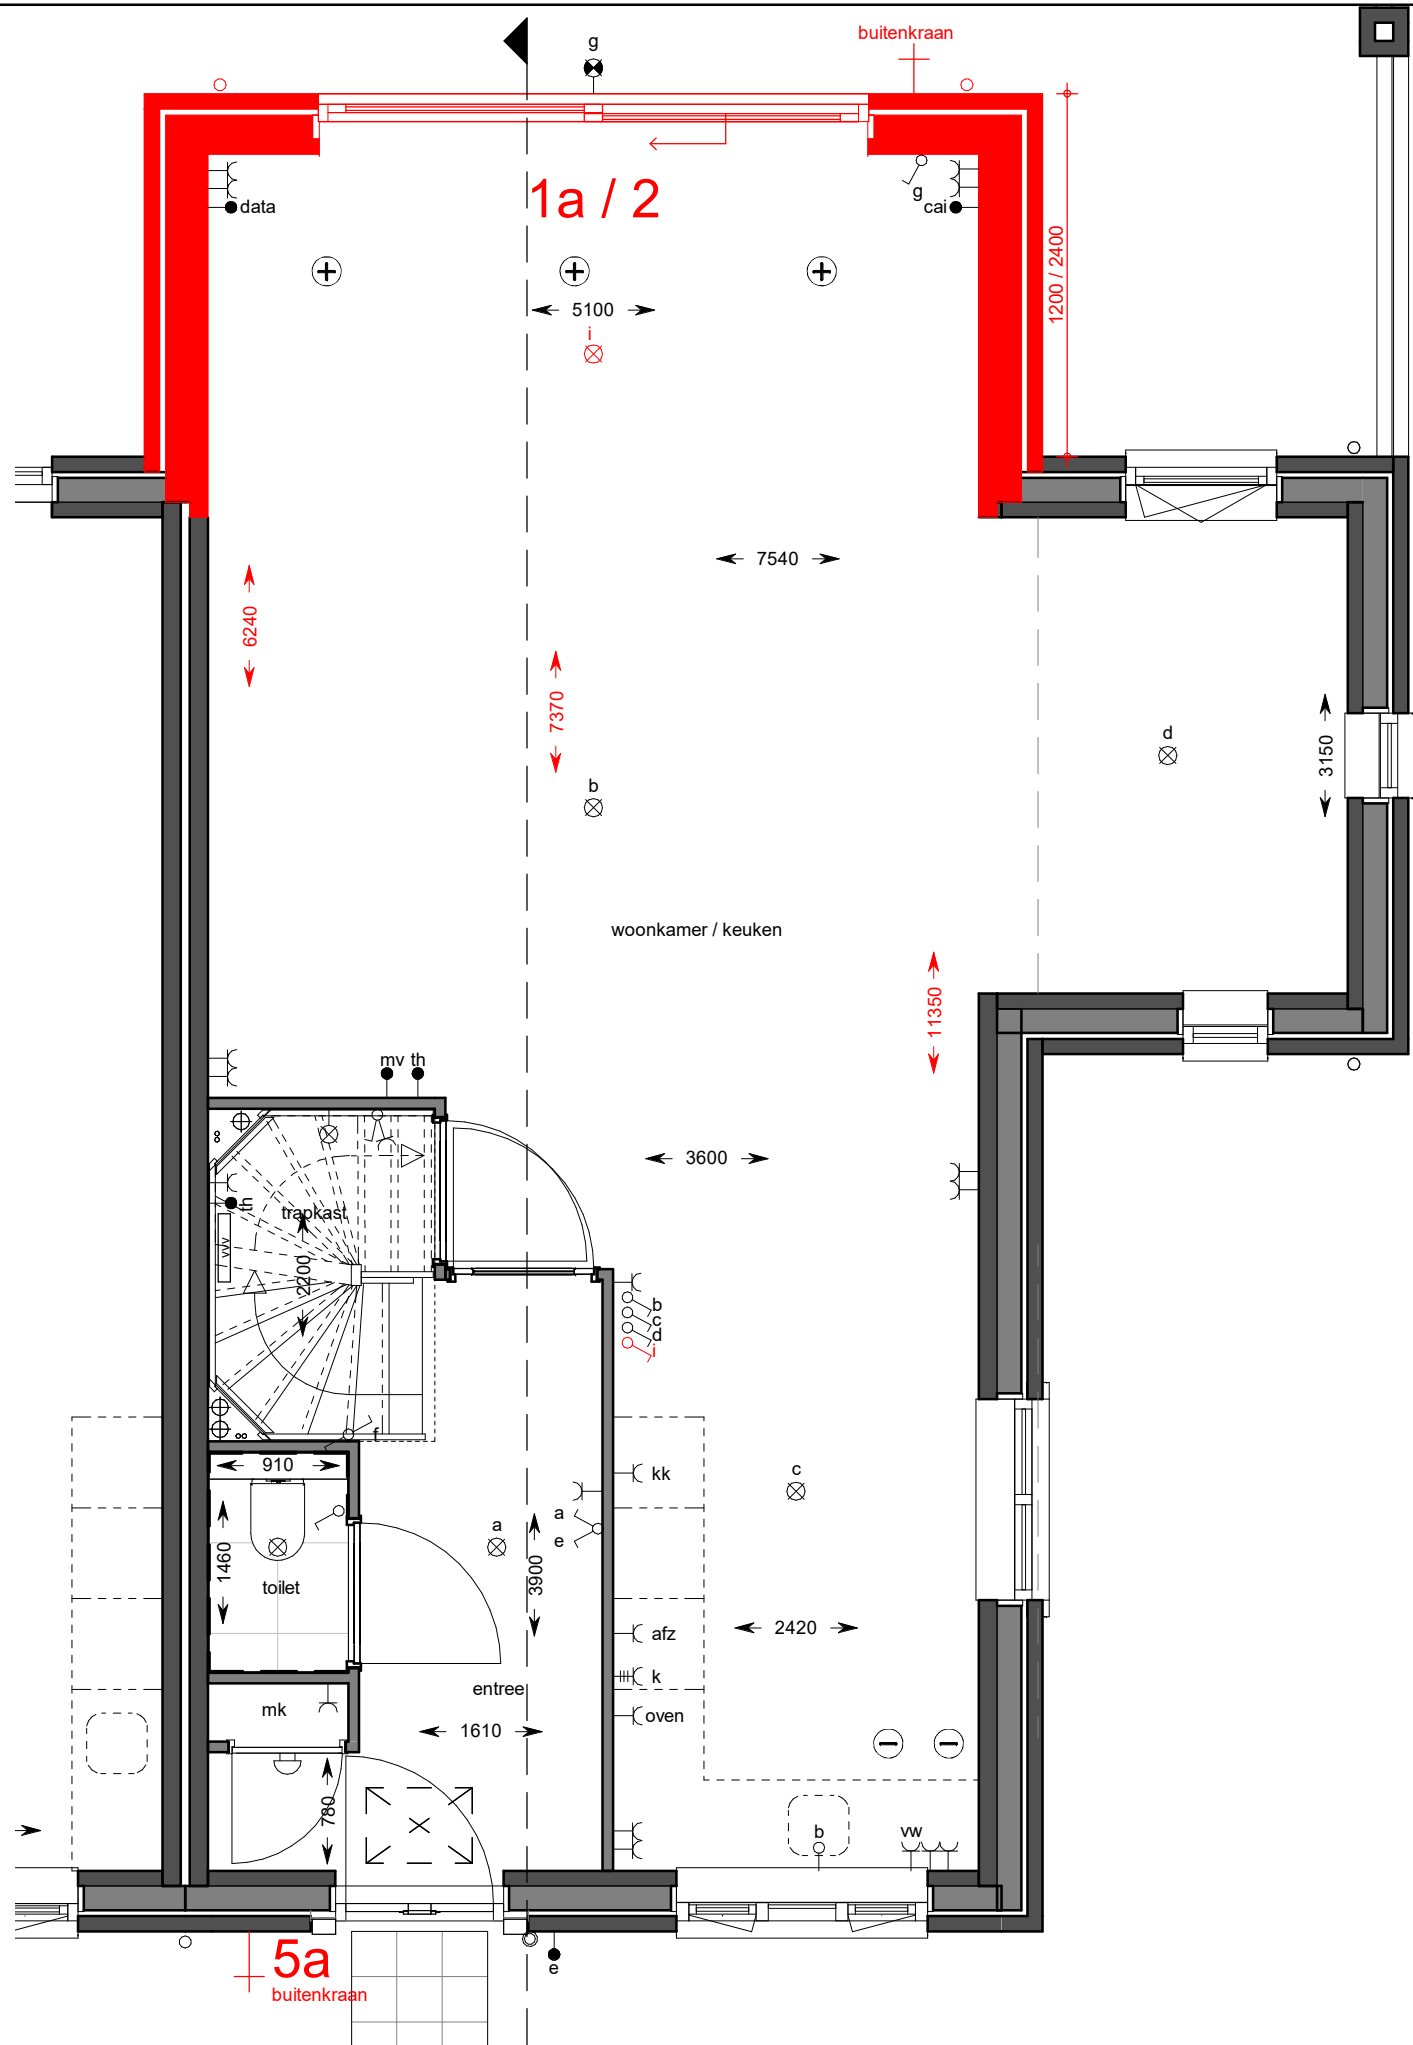 g
buitenkraan
data
1a / 2
g
cai
1200 / 2400
5100
i
7540
6240
7370
3150
d
b
woonkamer / keuken
11350
mv th
3600
th
trapkast
vv
2200
b
c
d
i
f
910
kk
c
a
a
e
1460
3900
toilet
2420
afz
k
entree
mk
oven
1610
780
b
vw
5a
e
buitenkraan